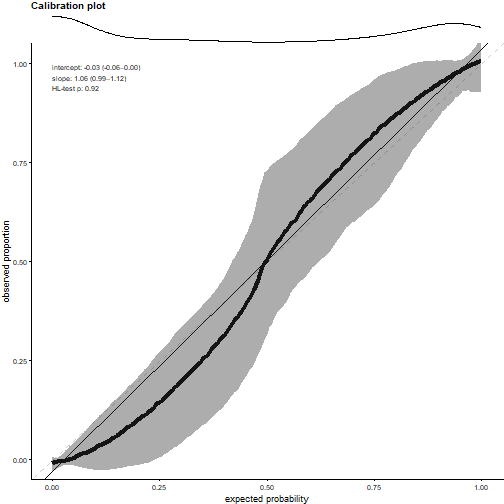 Calibration plot
intercept: -0.03 (-0.06–0.00)
slope: 1.06 (0.99–1.12)
HL-test p: 0.92
observed proportion
1.00
0.75
0.50
0.25
0.00
0.00 0.25 0.50 0.75 1.00
expected probability